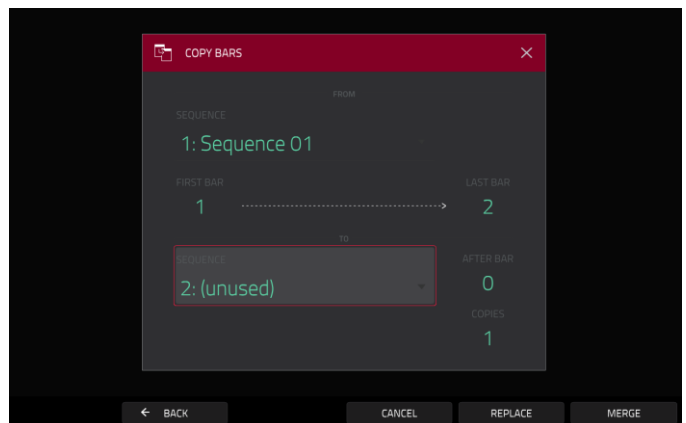 COPY BARS
FROM
SEQUENCE
1: Sequence 01
FIRST BAR
LAST BAR
1
2
TO
SEQUENCE
AFTER BAR
2: (unused)
0
COPIES
1
BACK
CANCEL
REPLACE
MERGE